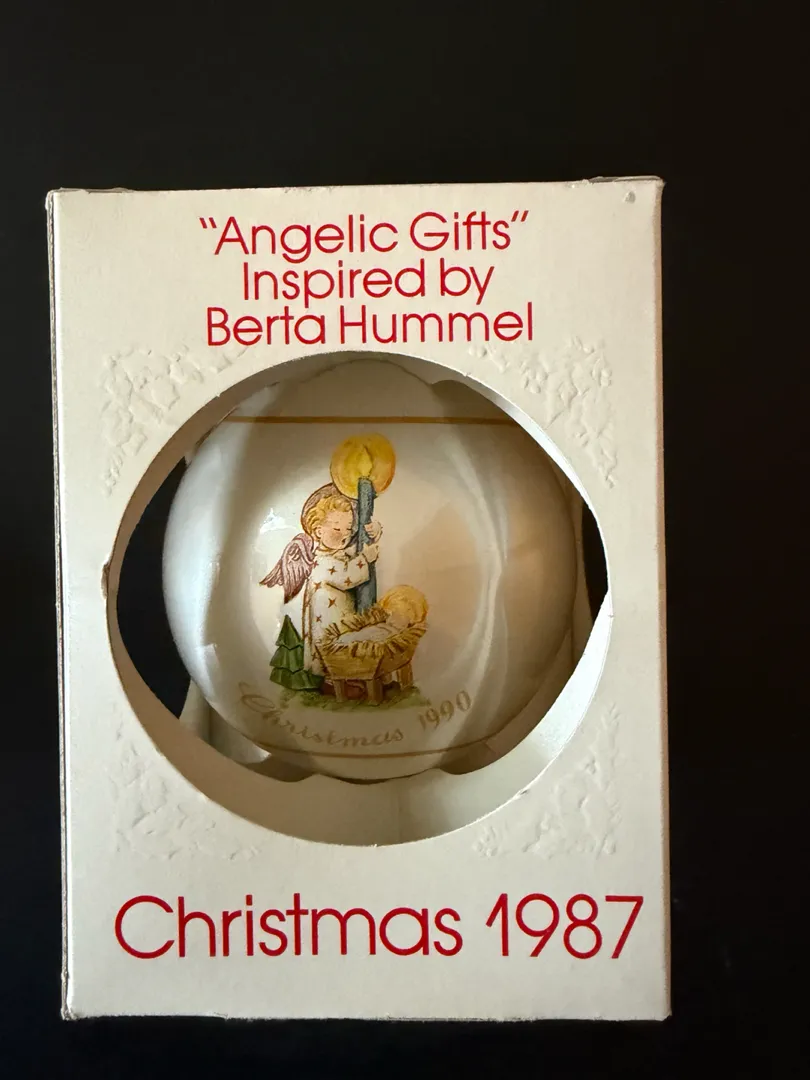 "Angelic Gifts"
Inspired by
Berta Hummel
Christmas 1990
Christmas 1987